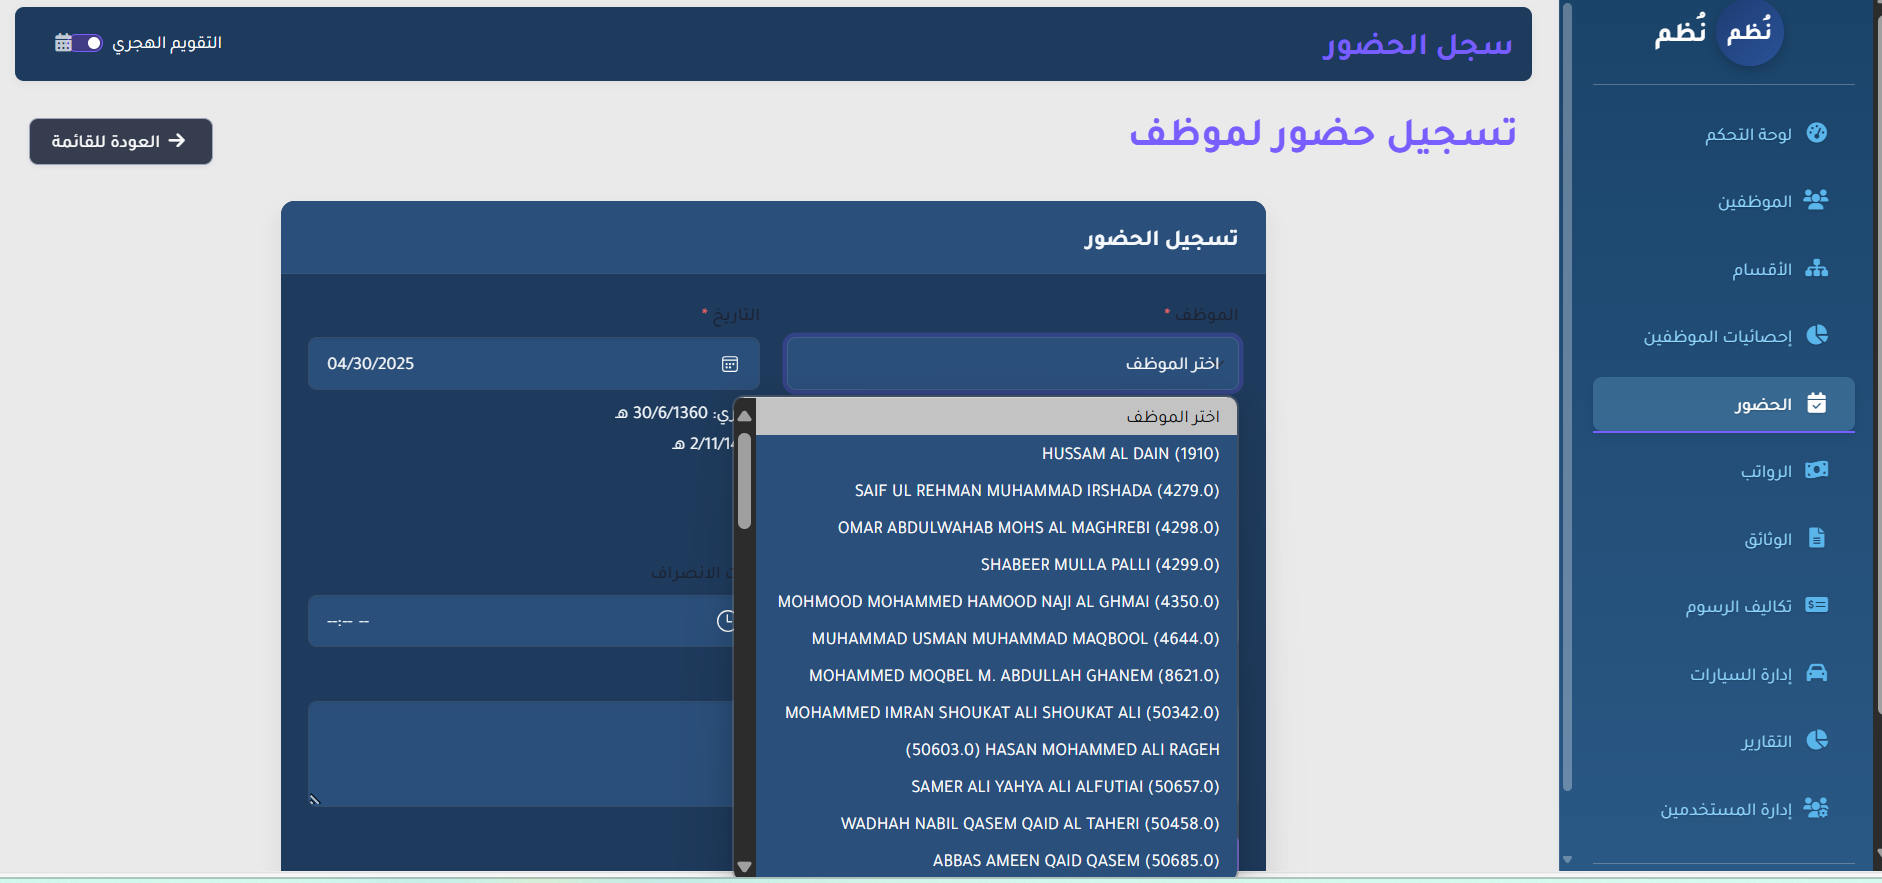 نُظم
نُظم
لوحة التحكم
الموظفين
الأقسام
إحصائيات الموظفين
الحضور
الرواتب
الوثائق
تكاليف الرسوم
إدارة السيارات
التقارير
إدارة المستخدمين
سجل الحضور
التقويم الهجري
تسجيل حضور لموظف
العودة للقائمة
تسجيل الحضور
الموظف *
اختر الموظف
التاريخ *
04/30/2025
30/6/1360 هـ
2/11/14 هـ
اختر الموظف
HUSSAM AL DAIN (1910)
SAIF UL REHMAN MUHAMMAD IRSHADA (4279.0)
OMAR ABDULWAHAB MOHS AL MAGHREBI (4298.0)
SHABEER MULLA PALLI (4299.0)
MOHMOOD MOHAMMED HAMOOD NAJI AL GHMAI (4350.0)
MUHAMMAD USMAN MUHAMMAD MAQBOOL (4644.0)
MOHAMMED MOQBEL M. ABDULLAH GHANEM (8621.0)
MOHAMMED IMRAN SHOUKAT ALI SHOUKAT ALI (50342.0)
(50603.0) HASAN MOHAMMED ALI RAGEH
SAMER ALI YAHYA ALI ALFUTIAI (50657.0)
WADHAH NABIL QASEM QAID AL TAHERI (50458.0)
ABBAS AMEEN QAID QASEM (50685.0)
الانصراف
--:-- --